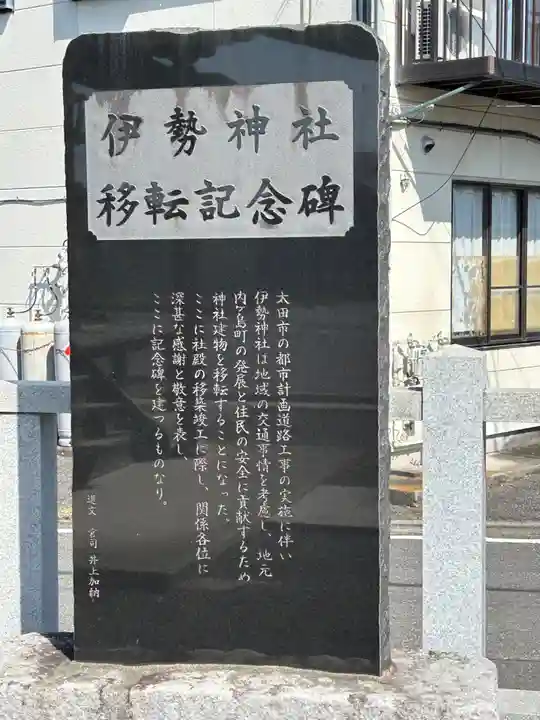 伊勢神社
移転記念碑
太田市の都市計画道路工事の実施に伴い
伊勢神社は地域の交通事情を考慮し、地元
内ケ島町の発展と住民の安全に貢献するため
神社建物を移転することになった。
ここに社殿の移築竣工に際し、関係各位に
深甚な感謝と敬意を表し、
ここに記念碑を建つるものなり。
選文 宮司 井上加納